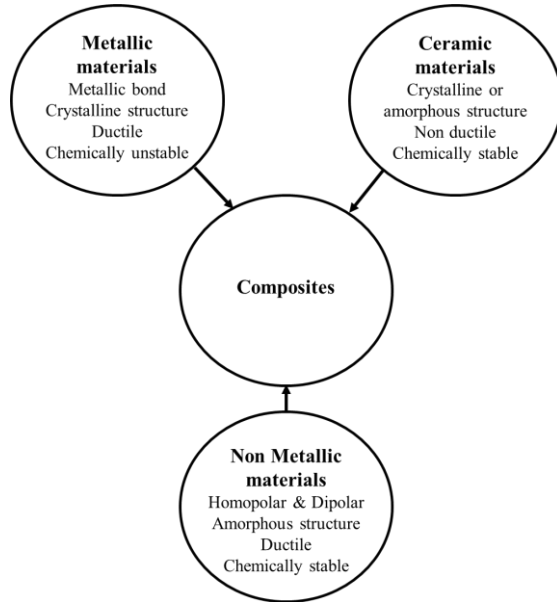 Metallic
materials
Metallic bond
Crystalline structure
Ductile
Chemically unstable
Ceramic
materials
Crystalline or
amorphous structure
Non ductile
Chemically stable
Composites
Non Metallic
materials
Homopolar & Dipolar
Amorphous structure
Ductile
Chemically stable